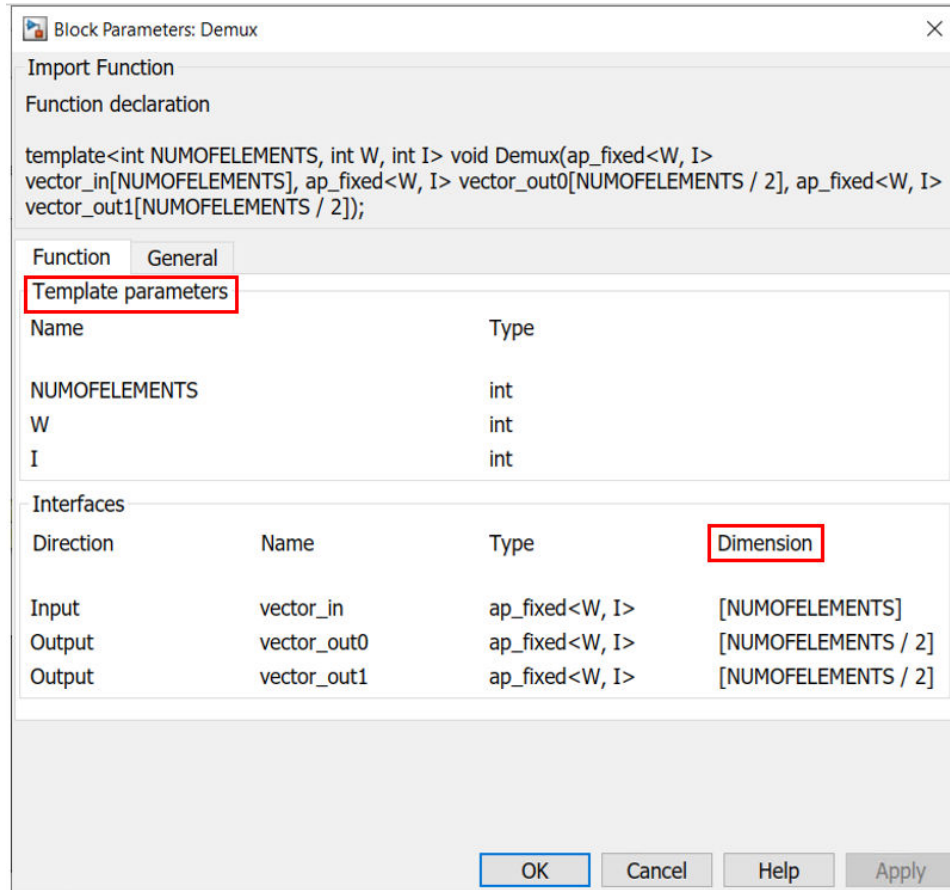 Block Parameters: Demux
Import Function
Function declaration
template<int NUMOFELEMENTS, int W, int I> void Demux(ap_fixed<W, I>
vector_in[NUMOFELEMENTS], ap_fixed<W, I> vector_out0[NUMOFELEMENTS / 2], ap_fixed<W, I>
vector_out1[NUMOFELEMENTS / 2]);
Function General
Template parameters
Name Type
NUMOFELEMENTS int
W int
I int
Interfaces
Direction Name Type Dimension
Input vector_in ap_fixed<W, I> [NUMOFELEMENTS]
Output vector_out0 ap_fixed<W, I> [NUMOFELEMENTS / 2]
Output vector_out1 ap_fixed<W, I> [NUMOFELEMENTS / 2]
OK Cancel Help Apply